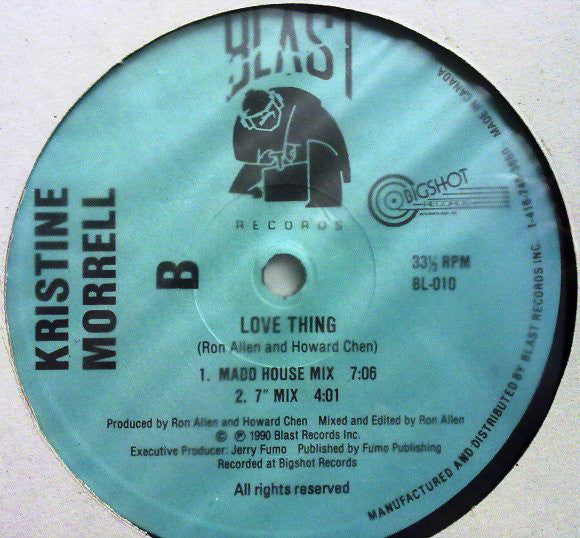 BLAST
RECORDS
BIGSHOT
RECORDS
KRISTINE
MORRELL
B
33⅓ RPM
BL-010
LOVE THING
(Ron Allen and Howard Chen)
1. MADD HOUSE MIX 7:06
2. 7" MIX 4:01
Produced by Ron Allen and Howard Chen Mixed and Edited by Ron Allen
© ℗ 1990 Blast Records Inc.
Executive Producer: Jerry Fumo Published by Fumo Publishing
Recorded at Bigshot Records
All rights reserved
MANUFACTURED AND DISTRIBUTED BY BLAST RECORDS INC. MADE IN CANADA